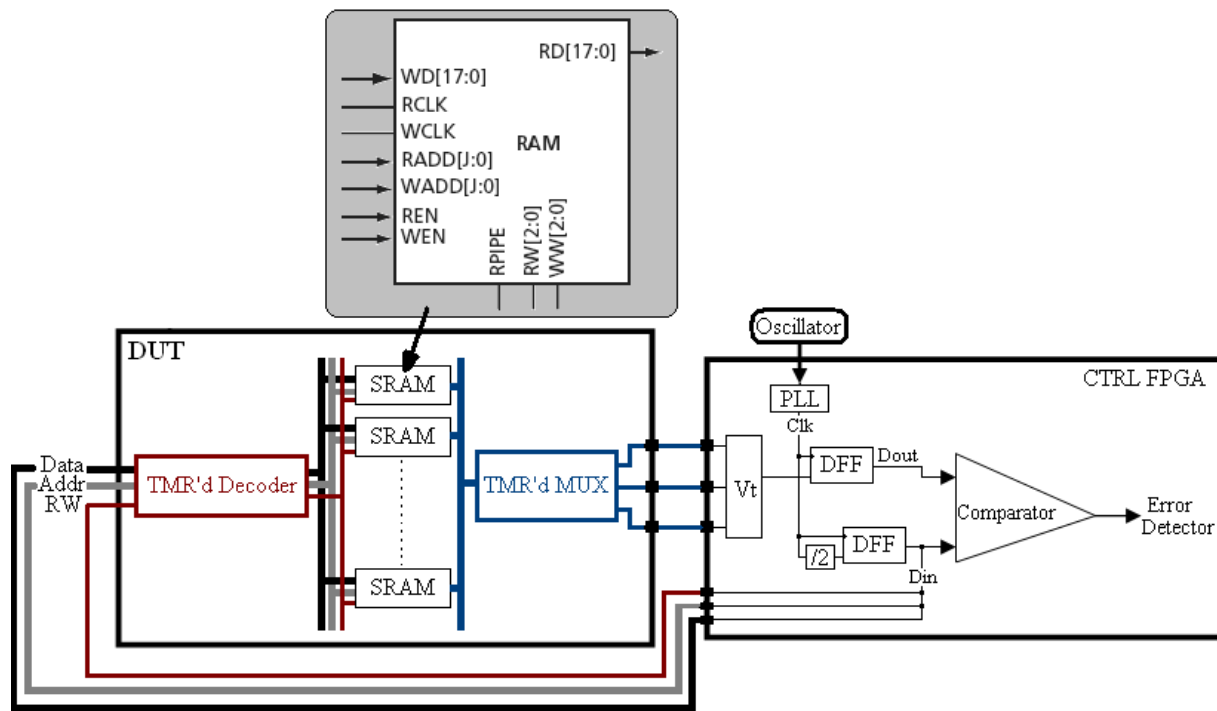 RD[17:0]
WD[17:0]
RCLK
WCLK
RAM
RADD[J:0]
WADD[J:0]
REN
WEN
RPIPE
RW[2:0]
WW[2:0]
DUT
SRAM
SRAM
SRAM
Data
Addr
RW
TMR'd Decoder
TMR'd MUX
Oscillator
CTRL FPGA
PLL
Clk
Vt
DFF
Dout
/2
DFF
Din
Comparator
Error
Detector